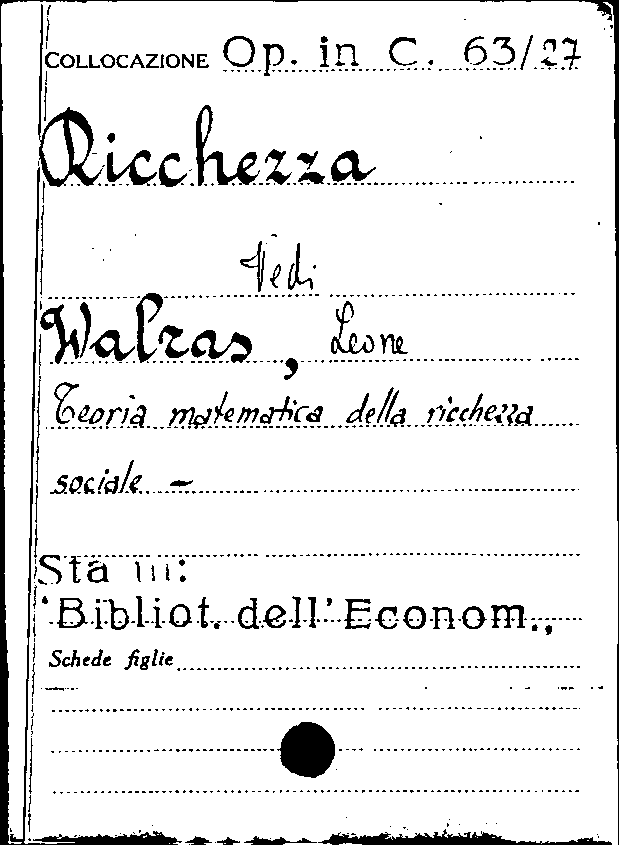 COLLOCAZIONE Op. in C. 63/27
Ricchezza
Vedi
Walras, Leone
Teoria matematica della ricchezza
sociale –
Sta in:
"Bibliot. dell'Econom.,,
Schede figlie